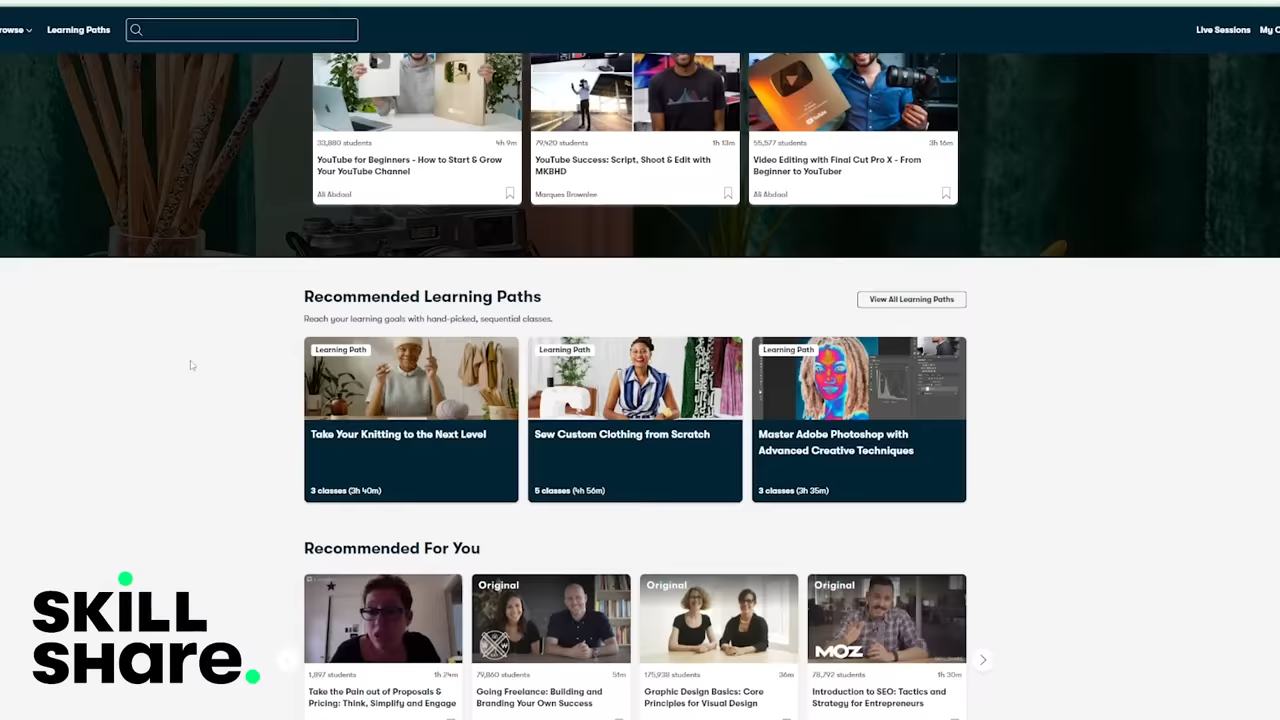 rowse
Learning Paths
Live Sessions
My C
33,880 students
4h 9m
79,420 students
1h 13m
55,577 students
3h 16m
YouTube for Beginners - How to Start & Grow
Your YouTube Channel
YouTube Success: Script, Shoot & Edit with
MKBHD
Video Editing with Final Cut Pro X - From
Beginner to YouTuber
Ali Abdaal
Marques Brownlee
Ali Abdaal
Recommended Learning Paths
View All Learning Paths
Reach your learning goals with hand-picked, sequential classes.
Learning Path
Learning Path
Learning Path
Take Your Knitting to the Next Level
Sew Custom Clothing from Scratch
Master Adobe Photoshop with
Advanced Creative Techniques
3 classes (3h 40m)
5 classes (4h 56m)
3 classes (3h 35m)
Recommended For You
Original
Original
Original
MOZ
1,897 students
1h 24m
79,860 students
51m
175,938 students
36m
78,792 students
1h 30m
Take the Pain out of Proposals &
Pricing: Think, Simplify and Engage
Going Freelance: Building and
Branding Your Own Success
Graphic Design Basics: Core
Principles for Visual Design
Introduction to SEO: Tactics and
Strategy for Entrepreneurs
SKiLL
SHare.